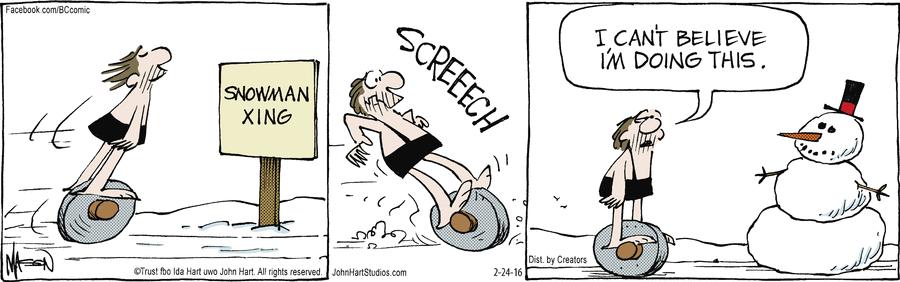 Facebook.com/BCcomic
SNOWMAN
XING
MASON
©Trust fbo Ida Hart uwo John Hart. All rights reserved.
SCREEECH
JohnHartStudios.com
2-24-16
I CAN'T BELIEVE
I'M DOING THIS.
Dist. by Creators